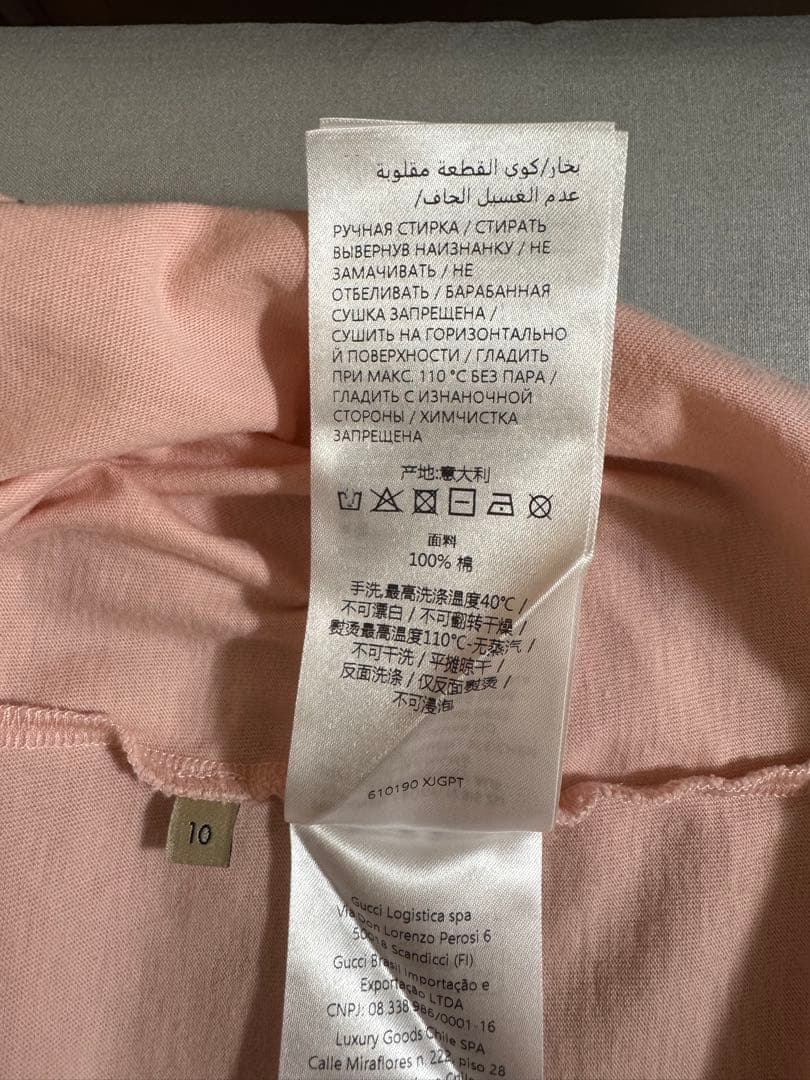 بخار/كوى القطعة مقلوبة
عدم الغسيل الجاف/
РУЧНАЯ СТИРКА / СТИРАТЬ
ВЫВЕРНУВ НАИЗНАНКУ / НЕ
ЗАМАЧИВАТЬ / НЕ
ОТБЕЛИВАТЬ / БАРАБАННАЯ
СУШКА ЗАПРЕЩЕНА /
СУШИТЬ НА ГОРИЗОНТАЛЬНО
Й ПОВЕРХНОСТИ / ГЛАДИТЬ
ПРИ МАКС. 110 °C БЕЗ ПАРА /
ГЛАДИТЬ С ИЗНАНОЧНОЙ
СТОРОНЫ / ХИМЧИСТКА
ЗАПРЕЩЕНА
产地:意大利
面料
100% 棉
手洗,最高洗涤温度40℃ /
不可漂白 / 不可翻转干燥 /
熨烫最高温度110℃-无蒸汽 /
不可干洗 / 平摊晾干 /
反面洗涤 / 仅反面熨烫 /
不可浸泡
610190 XJGPT
10
Gucci Logistica spa
Via Don Lorenzo Perosi 6
50018 Scandicci (FI)
Gucci Brasil Importação e
Exportação LTDA
CNPJ: 08.338.986/0001-16
Luxury Goods Chile SPA
Calle Miraflores n. 222, piso 28
Chile